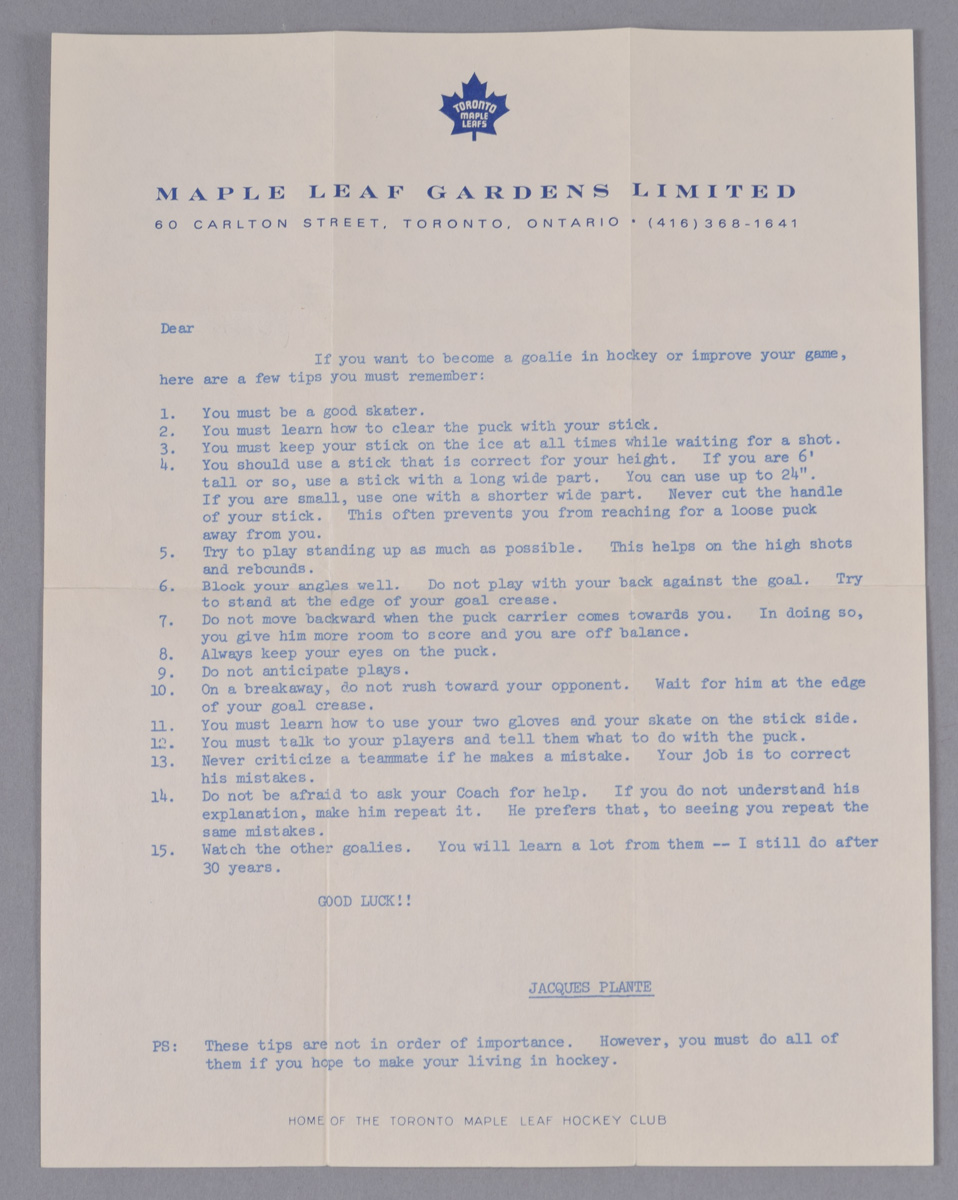 TORONTO
MAPLE
LEAFS
MAPLE LEAF GARDENS LIMITED
60 CARLTON STREET, TORONTO, ONTARIO • (416) 368-1641
Dear
If you want to become a goalie in hockey or improve your game,
here are a few tips you must remember:
1. You must be a good skater.
2. You must learn how to clear the puck with your stick.
3. You must keep your stick on the ice at all times while waiting for a shot.
4. You should use a stick that is correct for your height. If you are 6'
tall or so, use a stick with a long wide part. You can use up to 24".
If you are small, use one with a shorter wide part. Never cut the handle
of your stick. This often prevents you from reaching for a loose puck
away from you.
5. Try to play standing up as much as possible. This helps on the high shots
and rebounds.
6. Block your angles well. Do not play with your back against the goal. Try
to stand at the edge of your goal crease.
7. Do not move backward when the puck carrier comes towards you. In doing so,
you give him more room to score and you are off balance.
8. Always keep your eyes on the puck.
9. Do not anticipate plays.
10. On a breakaway, do not rush toward your opponent. Wait for him at the edge
of your goal crease.
11. You must learn how to use your two gloves and your skate on the stick side.
12. You must talk to your players and tell them what to do with the puck.
13. Never criticize a teammate if he makes a mistake. Your job is to correct
his mistakes.
14. Do not be afraid to ask your Coach for help. If you do not understand his
explanation, make him repeat it. He prefers that, to seeing you repeat the
same mistakes.
15. Watch the other goalies. You will learn a lot from them -- I still do after
30 years.
GOOD LUCK!!
JACQUES PLANTE
PS: These tips are not in order of importance. However, you must do all of
them if you hope to make your living in hockey.
HOME OF THE TORONTO MAPLE LEAF HOCKEY CLUB